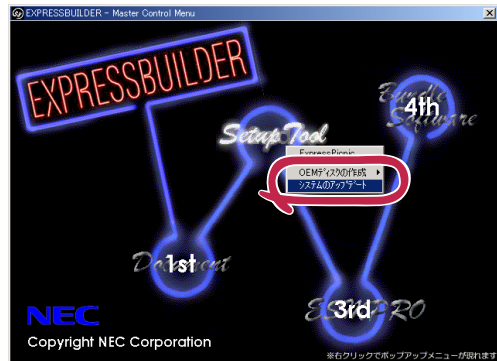 EXPRESSBUILDER - Master Control Menu
EXPRESSBUILDER
Bundle
Software
4th
Setup Tool
ExpressPicnic
OEMディスクの作成
システムのアップデート
Document
1st
ESMPRO
3rd
NEC
Copyright NEC Corporation
※右クリックでポップアップメニューが現れます